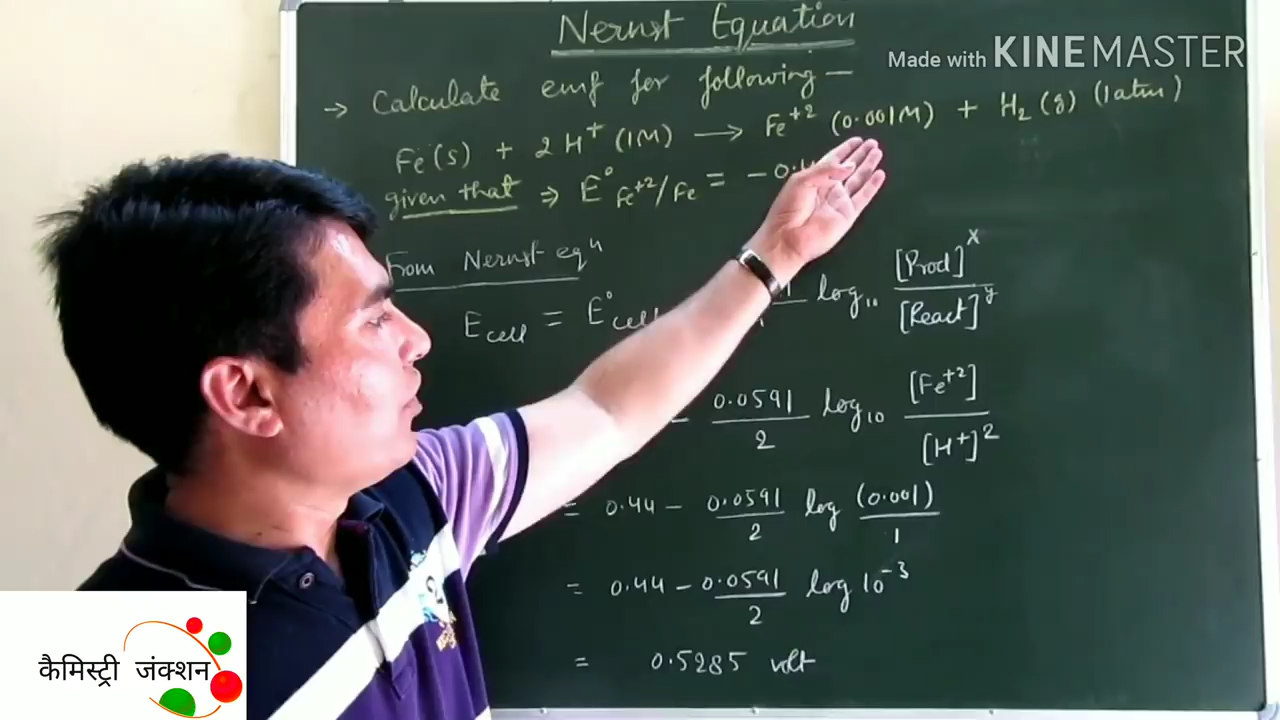 Nernst Equation
Made with KINEMASTER
→ Calculate emf for following —
Fe(s) + 2H⁺ (1M) → Fe⁺² (0.001M) + H₂ (g) (1atm)
given that ⇒ E° Fe⁺²/Fe = −0.4
From Nernst eqⁿ
E cell = E° cell log₁₀ [Prod]ˣ / [React]ʸ
− 0.0591/2 log₁₀ [Fe⁺²] / [H⁺]²
= 0.44 − 0.0591/2 log (0.001)/1
= 0.44 − 0.0591/2 log 10⁻³
= 0.5285 volt
कैमिस्ट्री जंक्शन